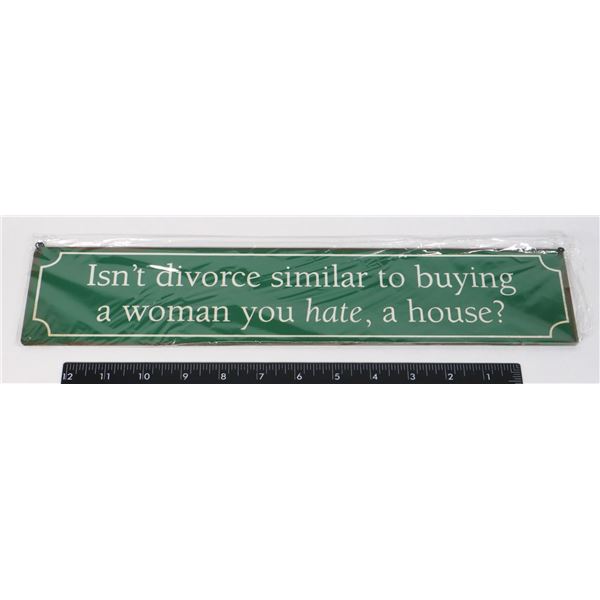 Isn't divorce similar to buying
a woman you hate, a house?
12 11 10 9 8 7 6 5 4 3 2 1